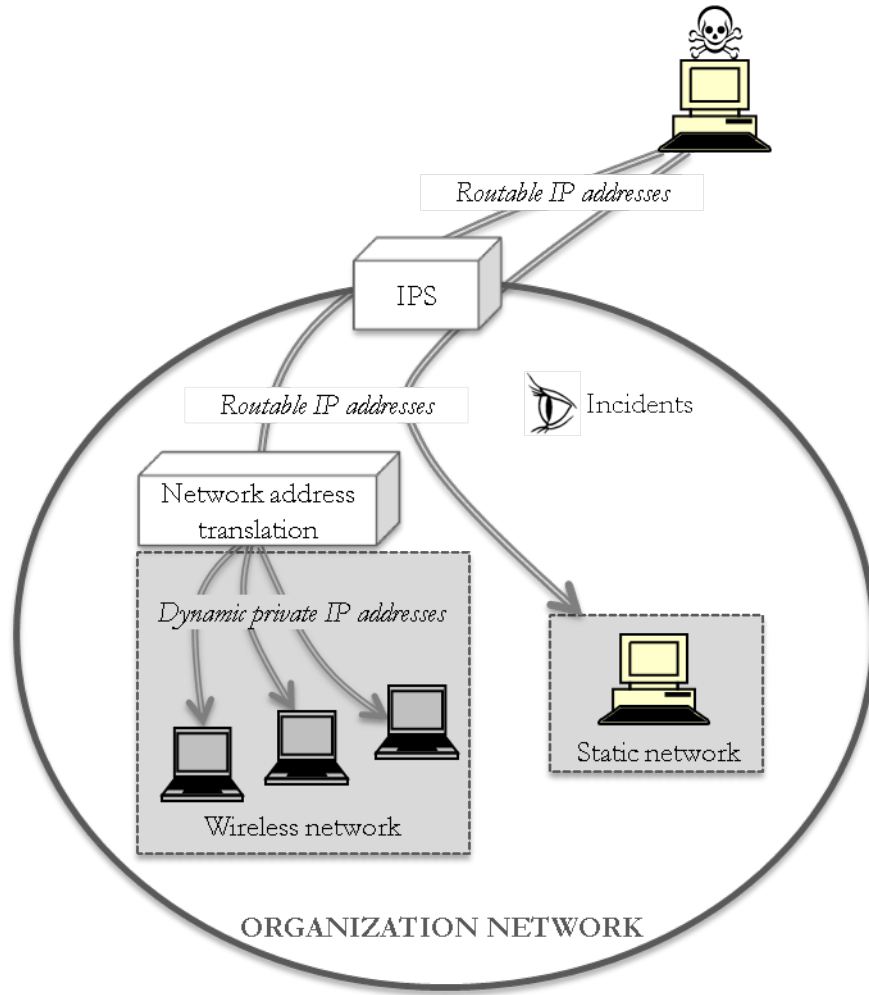 Routable IP addresses
IPS
Routable IP addresses
Incidents
Network address
translation
Dynamic private IP addresses
Static network
Wireless network
ORGANIZATION NETWORK